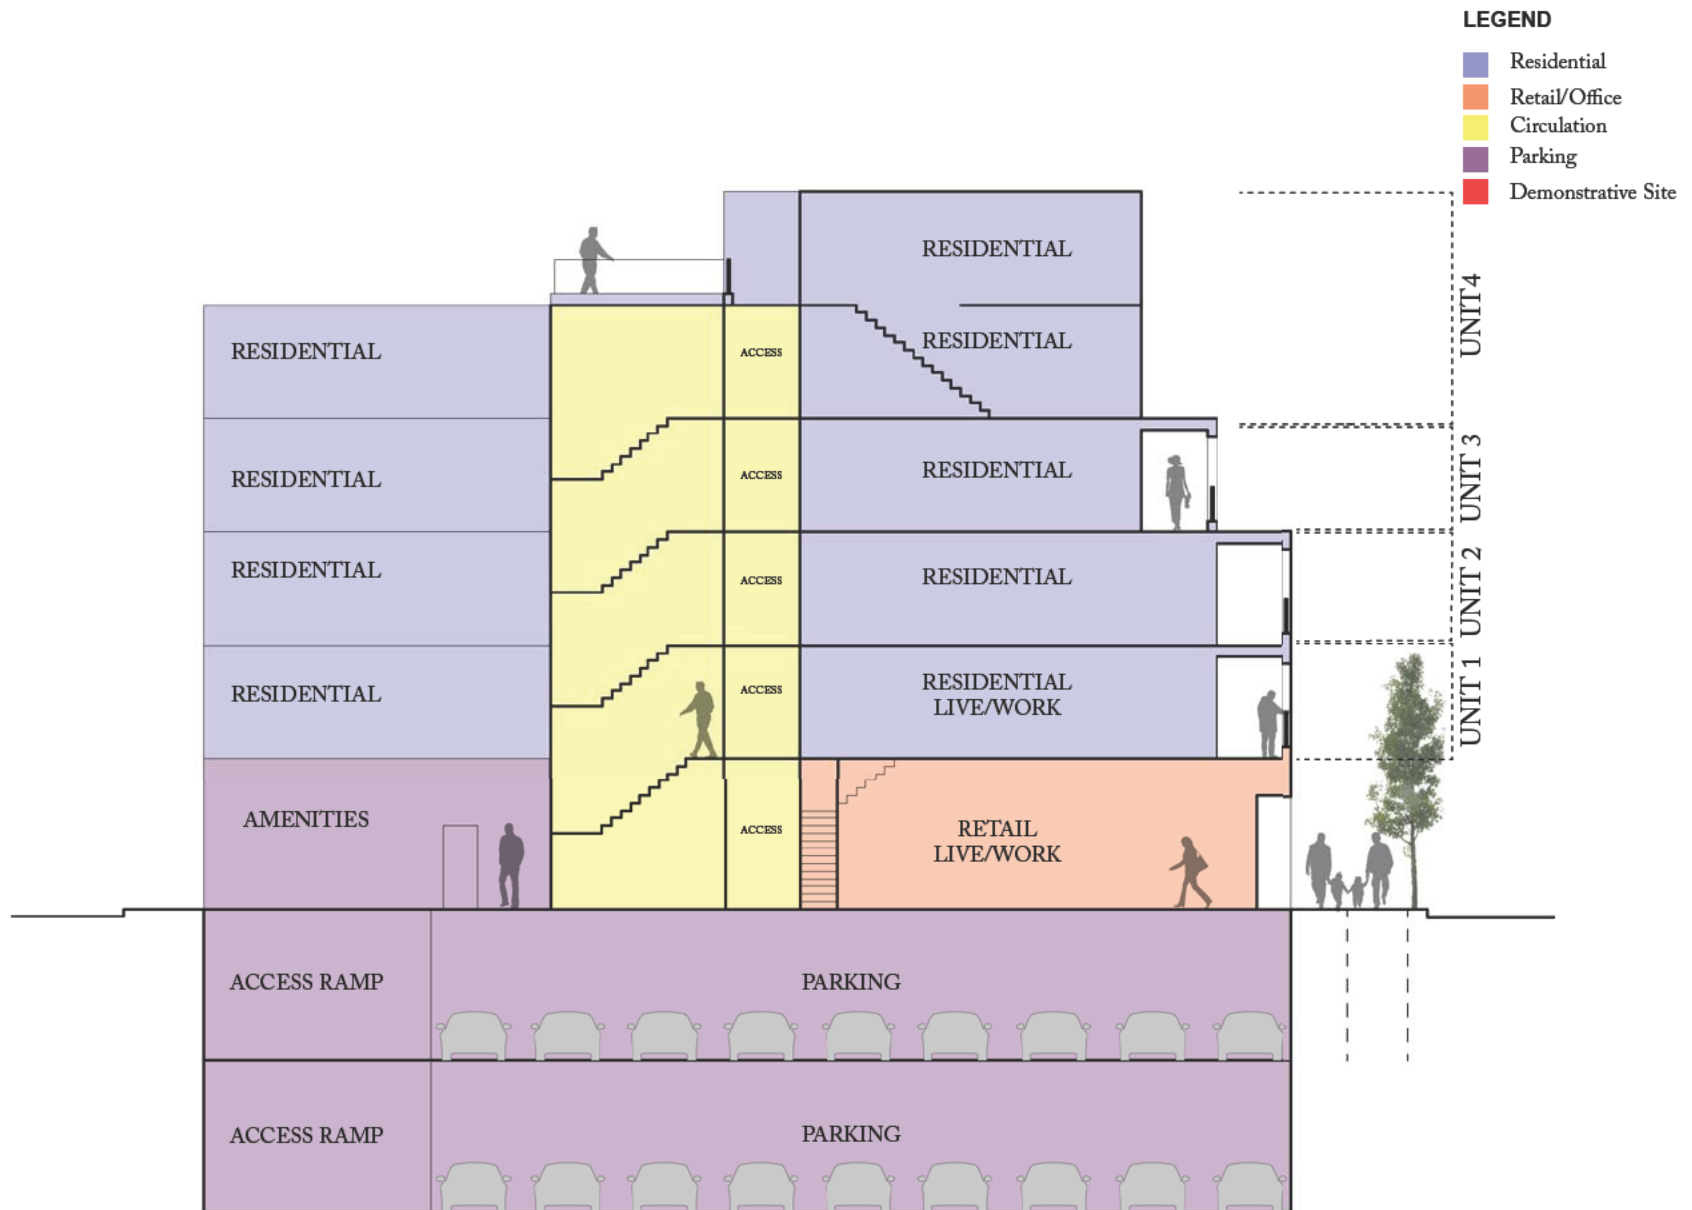 LEGEND
Residential
Retail/Office
Circulation
Parking
Demonstrative Site
RESIDENTIAL
RESIDENTIAL
ACCESS
RESIDENTIAL
UNIT4
RESIDENTIAL
ACCESS
RESIDENTIAL
UNIT 3
RESIDENTIAL
ACCESS
RESIDENTIAL
UNIT 2
RESIDENTIAL
ACCESS
RESIDENTIAL
LIVE/WORK
UNIT 1
AMENITIES
ACCESS
RETAIL
LIVE/WORK
ACCESS RAMP
PARKING
ACCESS RAMP
PARKING